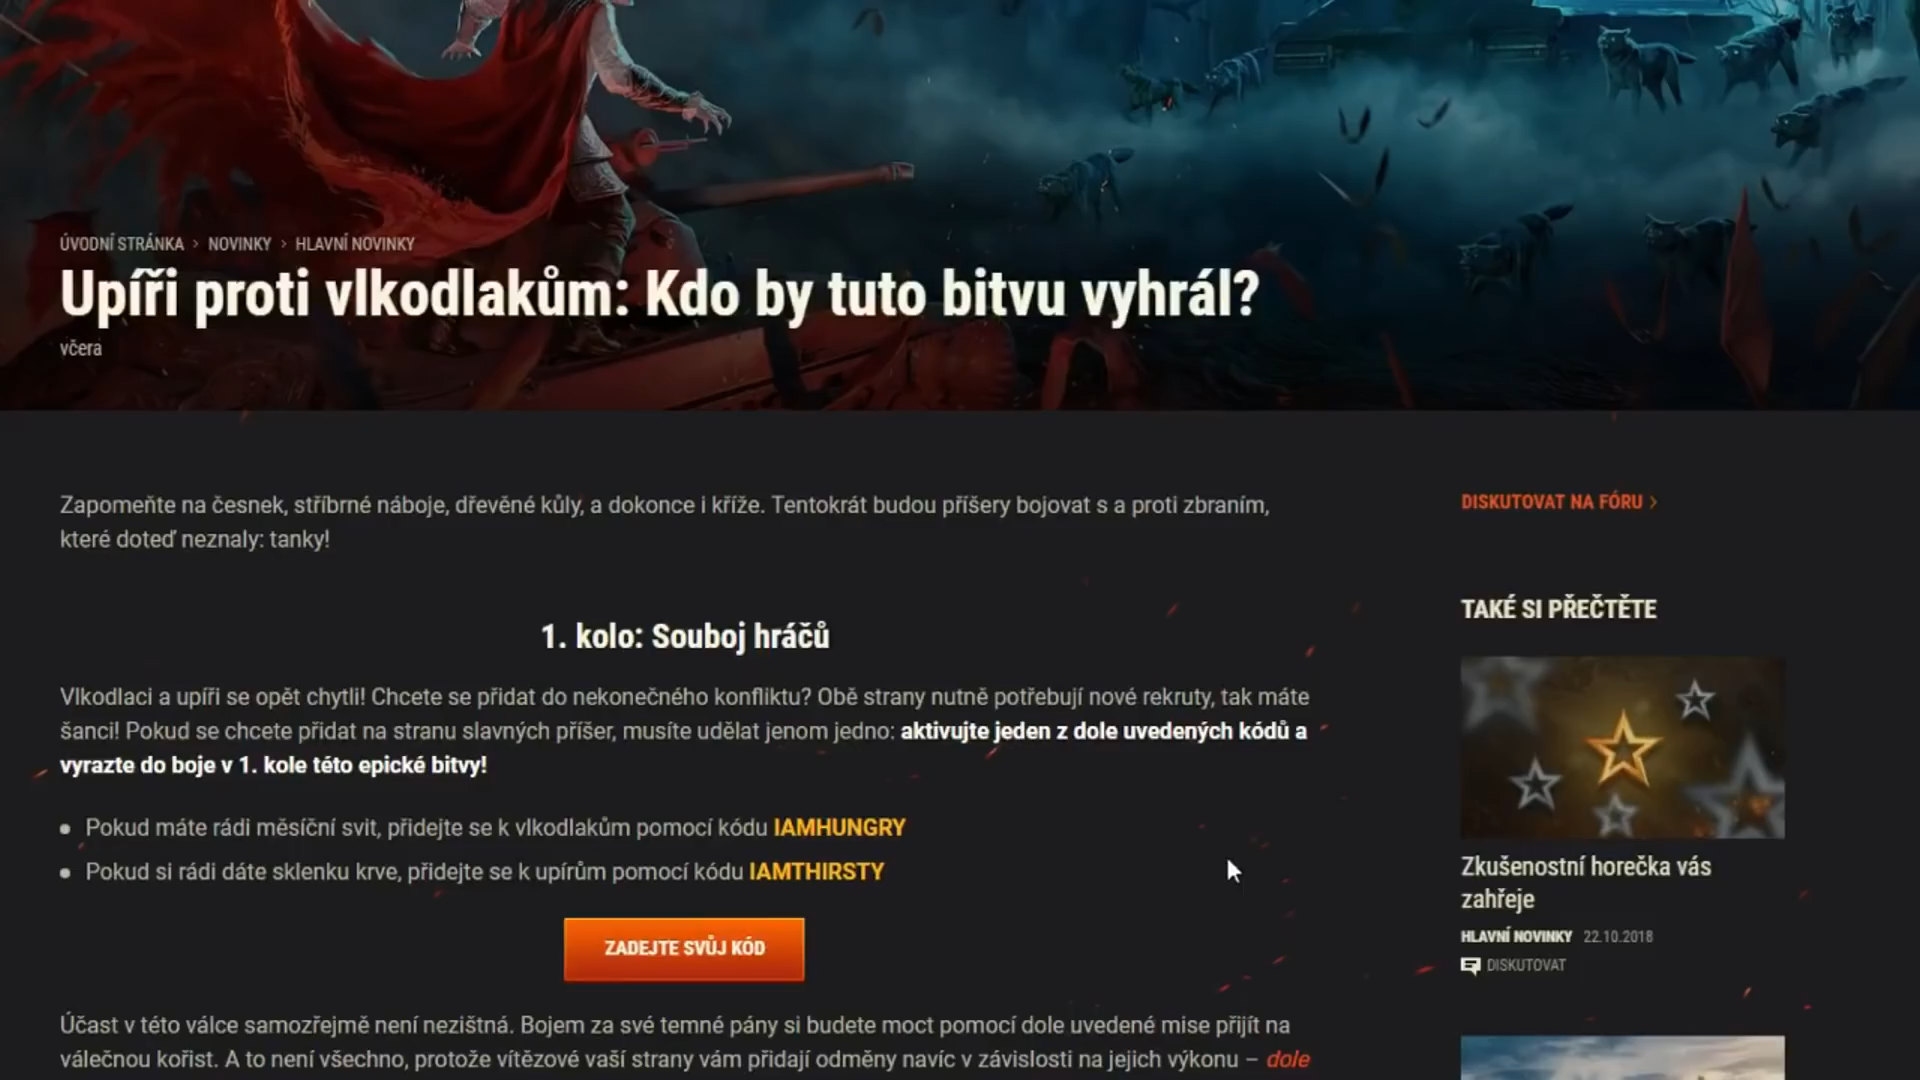 ÚVODNÍ STRÁNKA > NOVINKY > HLAVNÍ NOVINKY
Upíři proti vlkodlakům: Kdo by tuto bitvu vyhrál?
včera
Zapomeňte na česnek, stříbrné náboje, dřevěné kůly, a dokonce i kříže. Tentokrát budou příšery bojovat s a proti zbraním,
které doteď neznaly: tanky!
DISKUTOVAT NA FÓRU >
TAKÉ SI PŘEČTĚTE
1. kolo: Souboj hráčů
Vlkodlaci a upíři se opět chytli! Chcete se přidat do nekonečného konfliktu? Obě strany nutně potřebují nové rekruty, tak máte
šanci! Pokud se chcete přidat na stranu slavných příšer, musíte udělat jenom jedno: aktivujte jeden z dole uvedených kódů a
vyrazte do boje v 1. kole této epické bitvy!
• Pokud máte rádi měsíční svit, přidejte se k vlkodlakům pomocí kódu IAMHUNGRY
• Pokud si rádi dáte sklenku krve, přidejte se k upírům pomocí kódu IAMTHIRSTY
ZADEJTE SVŮJ KÓD
Zkušenostní horečka vás
zahřeje
HLAVNÍ NOVINKY 22.10.2018
DISKUTOVAT
Účast v této válce samozřejmě není nezištná. Bojem za své temné pány si budete moct pomocí dole uvedené mise přijít na
válečnou kořist. A to není všechno, protože vítězové vaší strany vám přidají odměny navíc v závislosti na jejich výkonu – dole